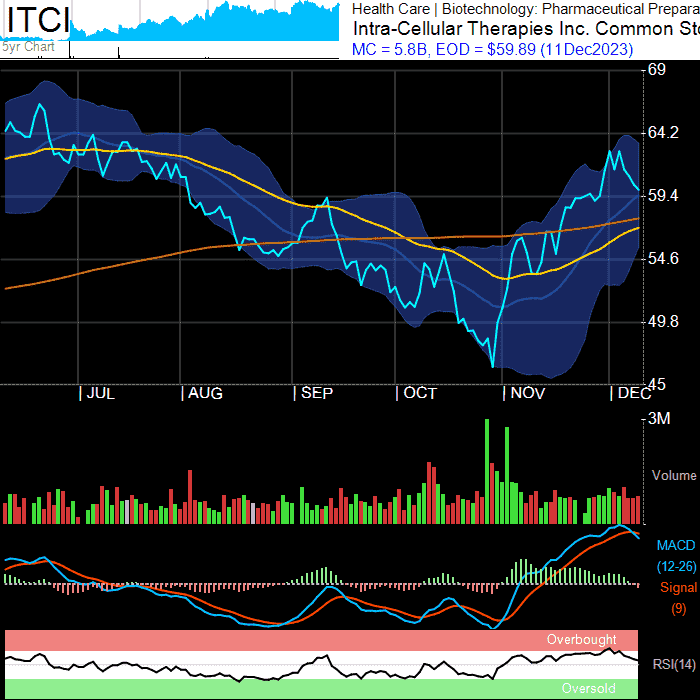 ITCI
5yr Chart
Health Care | Biotechnology: Pharmaceutical Prepara
Intra-Cellular Therapies Inc. Common Sto
MC = 5.8B, EOD = $59.89 (11Dec2023)
69
64.2
59.4
54.6
49.8
45
JUL AUG SEP OCT NOV DEC
3M
Volume
MACD
(12-26)
Signal
(9)
Overbought
RSI(14)
Oversold